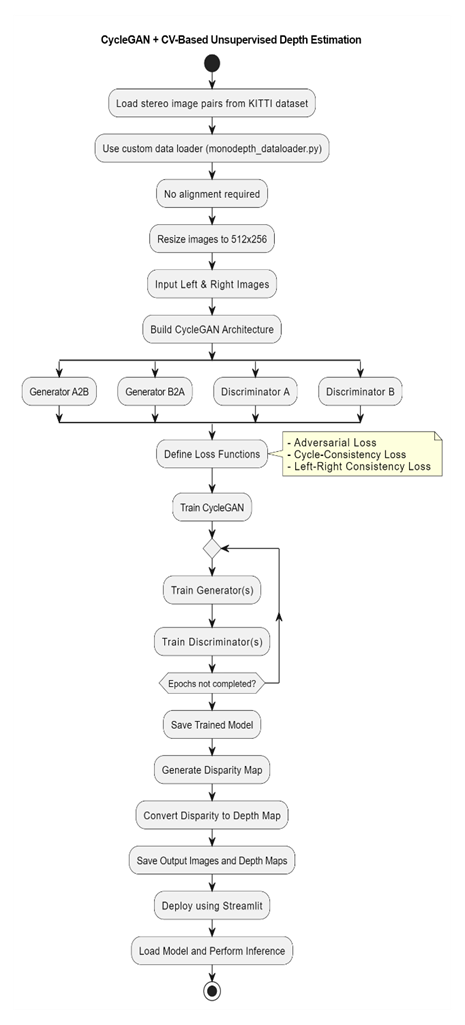 CycleGAN + CV-Based Unsupervised Depth Estimation
Load stereo image pairs from KITTI dataset
Use custom data loader (monodepth_dataloader.py)
No alignment required
Resize images to 512x256
Input Left & Right Images
Build CycleGAN Architecture
Generator A2B
Generator B2A
Discriminator A
Discriminator B
Define Loss Functions
- Adversarial Loss
- Cycle-Consistency Loss
- Left-Right Consistency Loss
Train CycleGAN
Train Generator(s)
Train Discriminator(s)
Epochs not completed?
Save Trained Model
Generate Disparity Map
Convert Disparity to Depth Map
Save Output Images and Depth Maps
Deploy using Streamlit
Load Model and Perform Inference